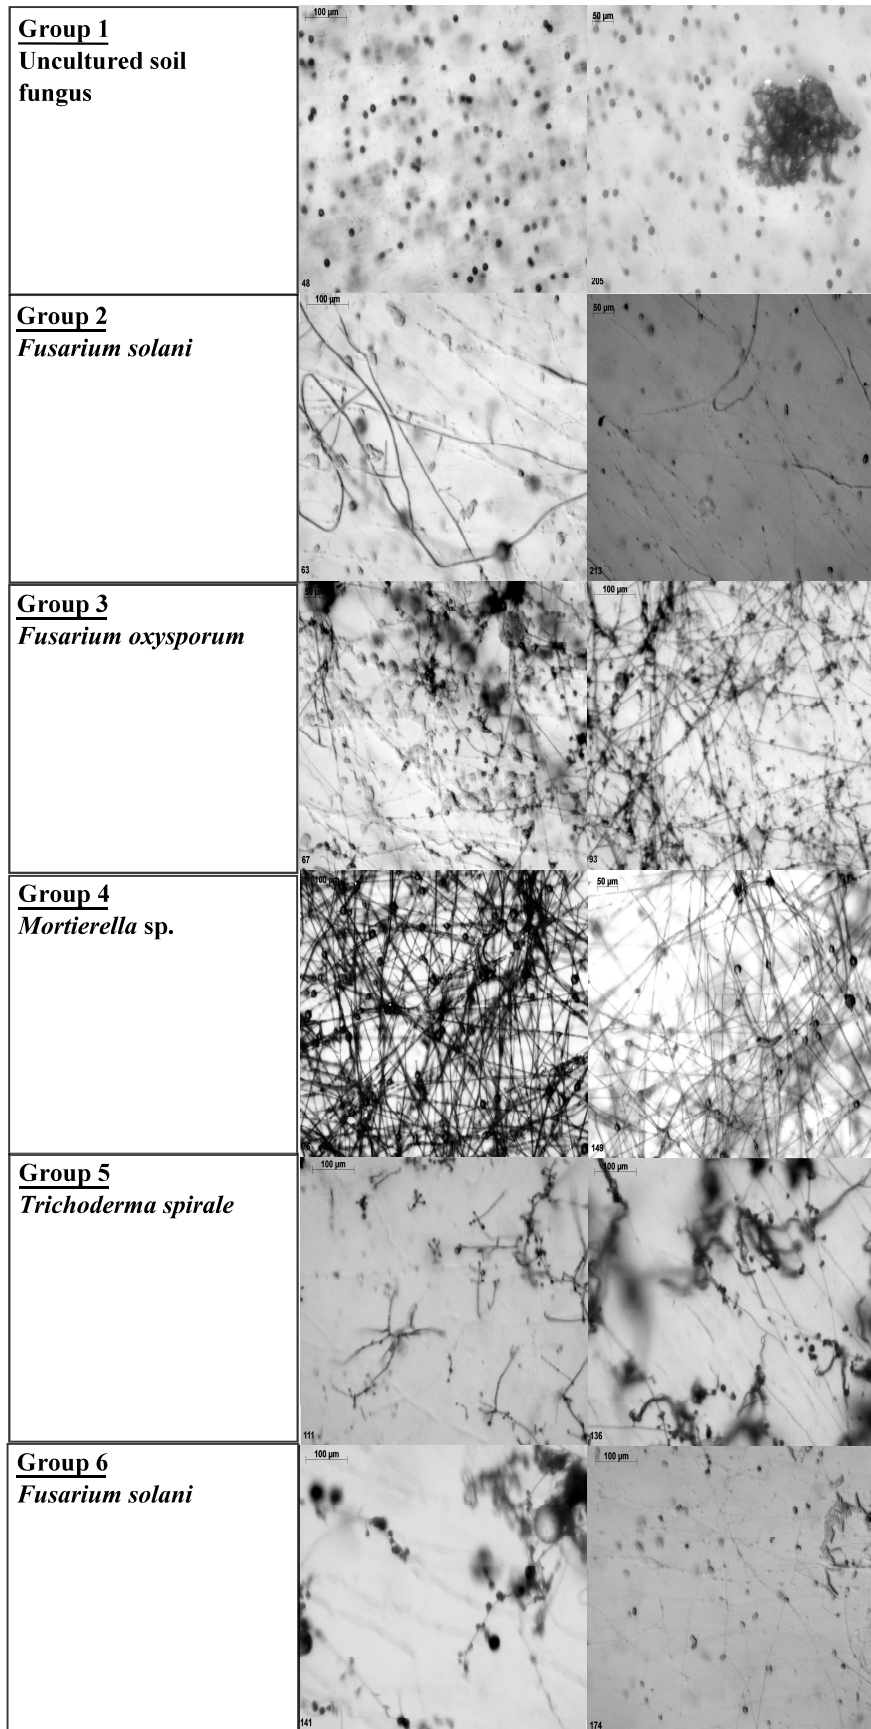 Group 1
Uncultured soil
fungus
100 µm
48
50 µm
205
Group 2
Fusarium solani
100 µm
63
50 µm
213
Group 3
Fusarium oxysporum
50 µm
67
100 µm
93
Group 4
Mortierella sp.
100 µm
50 µm
149
Group 5
Trichoderma spirale
100 µm
111
100 µm
136
Group 6
Fusarium solani
100 µm
141
100 µm
174